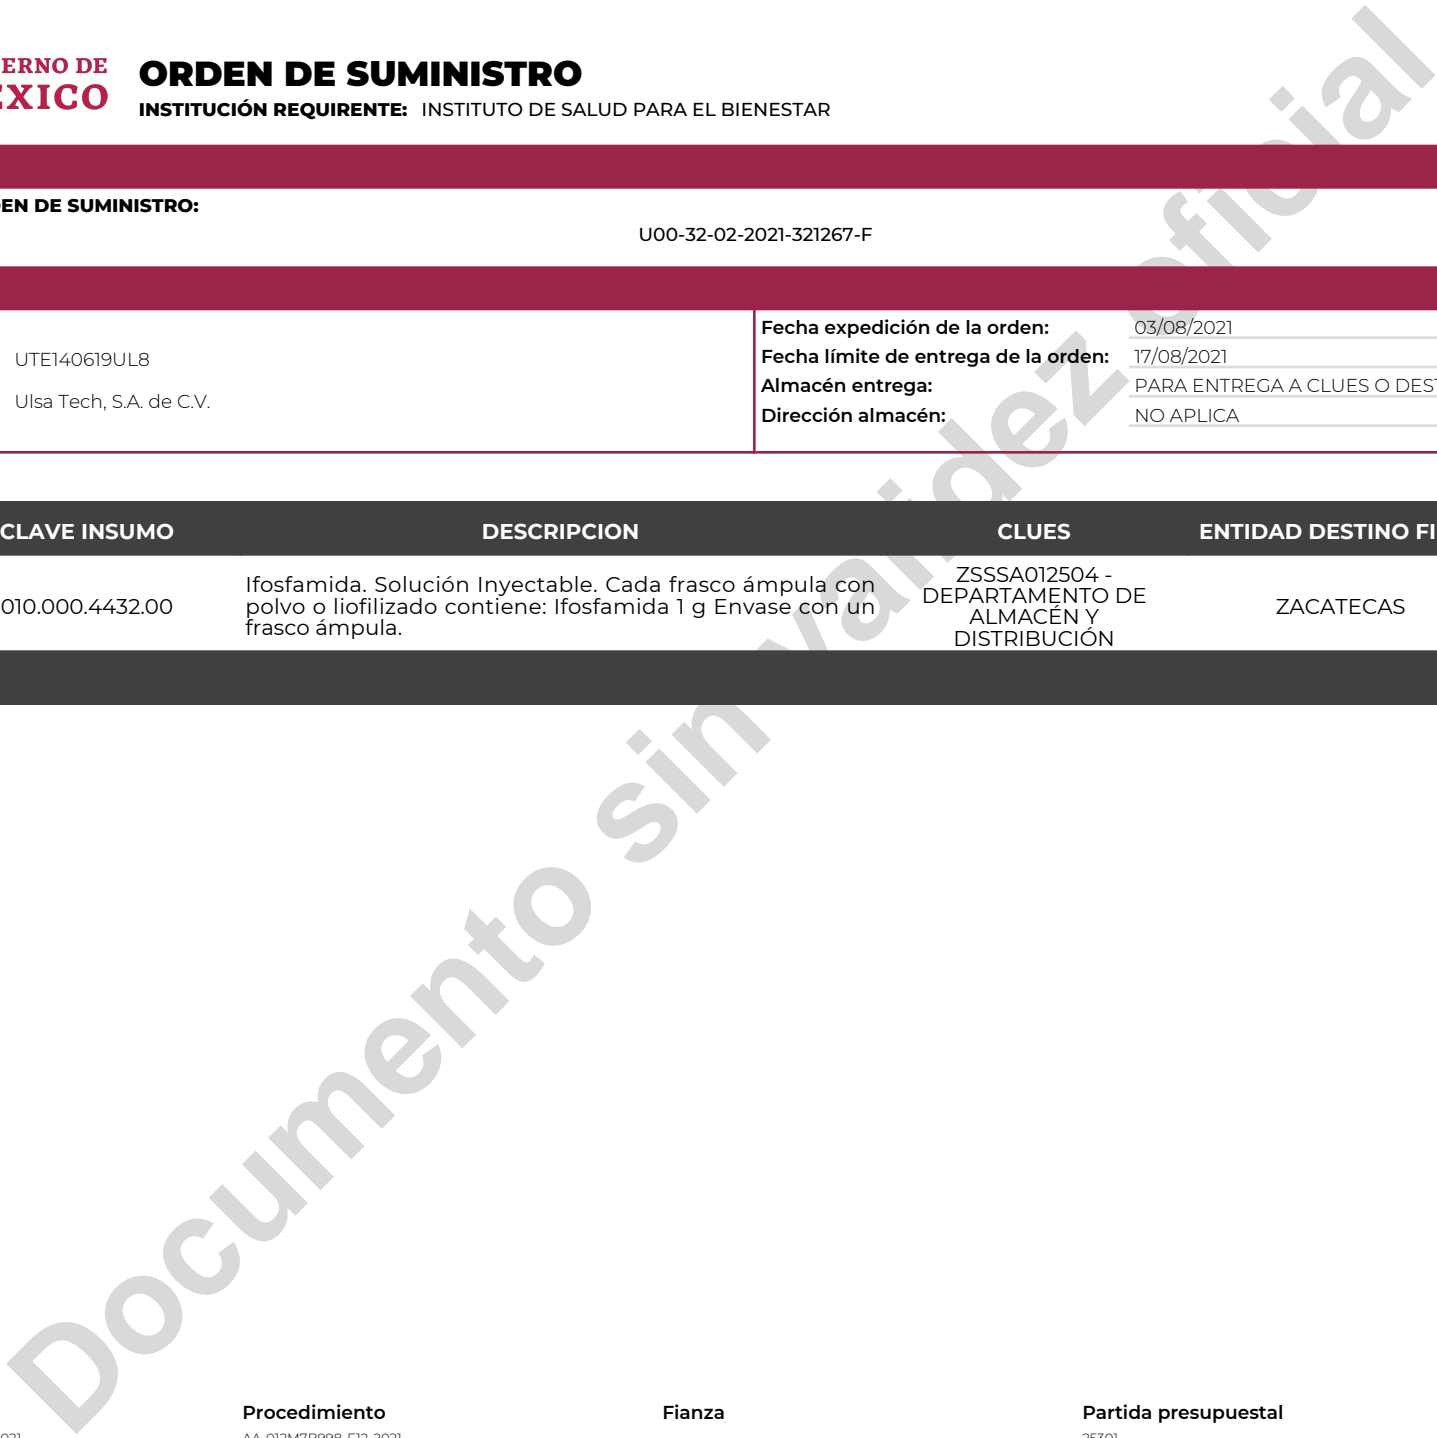 ERNO DE
ORDEN DE SUMINISTRO
INSTITUCIÓN REQUIRENTE: INSTITUTO DE SALUD PARA EL BIENESTAR
EN DE SUMINISTRO:
U00-32-02-2021-321267-F
UTE140619UL8
Ulsa Tech, S.A. de C.V.
Fecha expedición de la orden: 03/08/2021
Fecha límite de entrega de la orden: 17/08/2021
Almacén entrega: PARA ENTREGA A CLUES O DES
Dirección almacén: NO APLICA
CLAVE INSUMO DESCRIPCION CLUES ENTIDAD DESTINO FI
010.000.4432.00
Ifosfamida. Solución Inyectable. Cada frasco ámpula con
polvo o liofilizado contiene: Ifosfamida 1 g Envase con un
frasco ámpula.
ZSSSA012504 -
DEPARTAMENTO DE
ALMACÉN Y
DISTRIBUCIÓN
ZACATECAS
Documento sin validez oficial
Procedimiento Fianza Partida presupuestal